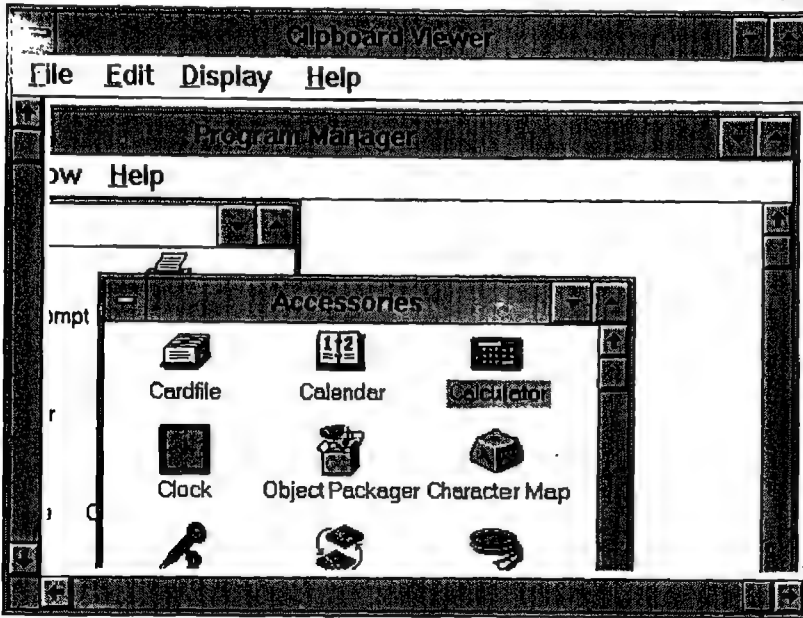 Clipboard Viewer
File Edit Display Help
Program Manager
ow Help
Accessories
ompt
Cardfile Calendar Calculator
r
Clock Object Packager Character Map